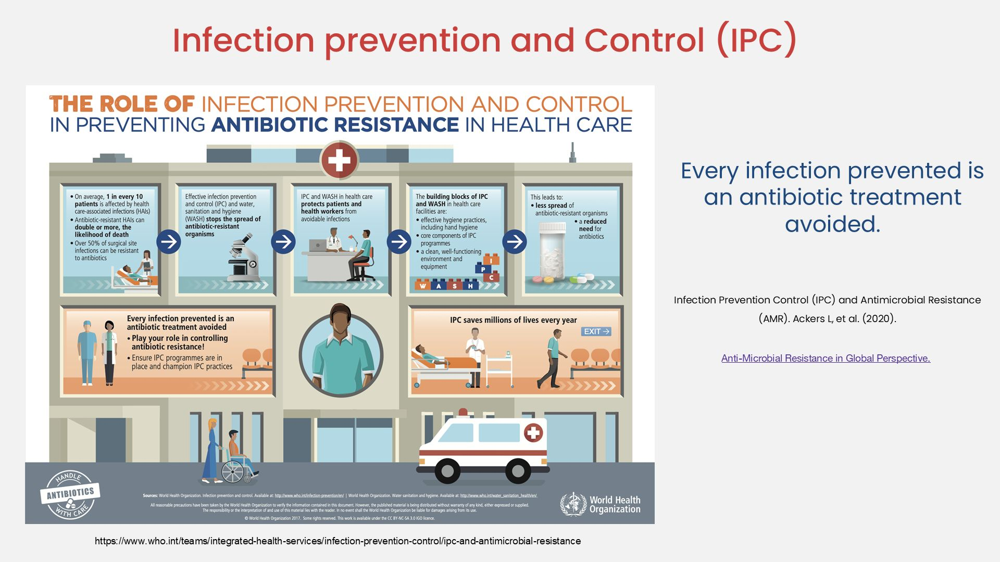 Infection prevention and Control (IPC)
THE ROLE OF INFECTION PREVENTION AND CONTROL
IN PREVENTING ANTIBIOTIC RESISTANCE IN HEALTH CARE
• On average, 1 in every 10
patients is affected by health
care-associated infections (HAIs)
• Antibiotic-resistant HAIs can
double or more, the
likelihood of death
• Over 50% of surgical site
infections can be resistant
to antibiotics
Effective infection prevention
and control (IPC) and water,
sanitation and hygiene
(WASH) stops the spread of
antibiotic-resistant
organisms
IPC and WASH in health care
protects patients and
health workers from
avoidable infections
The building blocks of IPC
and WASH in health care
facilities are:
• effective hygiene practices,
including hand hygiene
• core components of IPC
programmes
• a clean, well-functioning
environment and
equipment
I
P
C
W A S H
This leads to:
• less spread of
antibiotic-resistant organisms
• a reduced
need for
antibiotics
Every infection prevented is an
antibiotic treatment avoided
• Play your role in controlling
antibiotic resistance!
• Ensure IPC programmes are in
place and champion IPC practices
IPC saves millions of lives every year
EXIT →
HANDLE
ANTIBIOTICS
WITH CARE
Sources: World Health Organization. Infection prevention and control. Available at: http://www.who.int/infection-prevention/en/ | World Health Organization. Water sanitation and hygiene. Available at: http://www.who.int/water_sanitation_health/en/.
All reasonable precautions have been taken by the World Health Organization to verify the information contained in this document. However, the published material is being distributed without warranty of any kind, either expressed or supplied.
The responsibility or the interpretation of and use of this material lies with the reader. In no event shall the World Health Organization be liable for damages arising from its use.
© World Health Organization 2017. Some rights reserved. This work is available under the CC BY-NC-SA 3.0 IGO licence.
World Health
Organization
https://www.who.int/teams/integrated-health-services/infection-prevention-control/ipc-and-antimicrobial-resistance
Every infection prevented is
an antibiotic treatment
avoided.
Infection Prevention Control (IPC) and Antimicrobial Resistance
(AMR). Ackers L, et al. (2020).
Anti-Microbial Resistance in Global Perspective.